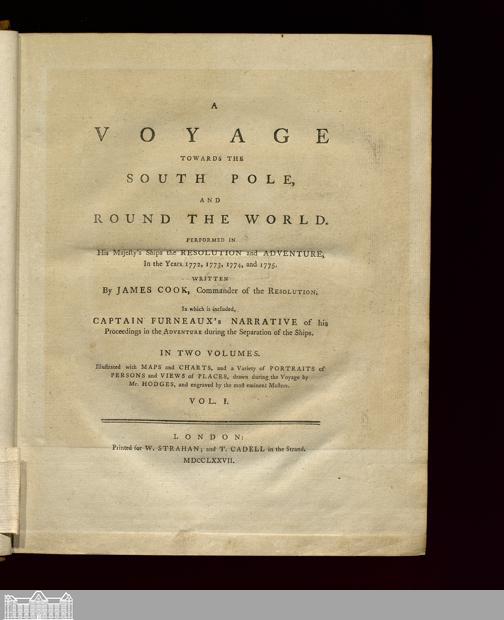 A
VOYAGE
TOWARDS THE
SOUTH POLE,
AND
ROUND THE WORLD.
PERFORMED IN
His Majesty's Ships the RESOLUTION and ADVENTURE,
In the Years 1772, 1773, 1774, and 1775.
WRITTEN
By JAMES COOK, Commander of the RESOLUTION.
In which is included,
CAPTAIN FURNEAUX's NARRATIVE of his
Proceedings in the ADVENTURE during the Separation of the Ships.
IN TWO VOLUMES.
Illustrated with MAPS and CHARTS, and a Variety of PORTRAITS of
PERSONS and VIEWS of PLACES, drawn during the Voyage by
Mr. HODGES, and engraved by the most eminent Masters.
VOL. I.
LONDON:
Printed for W. STRAHAN; and T. CADELL in the Strand.
MDCCLXXVII.